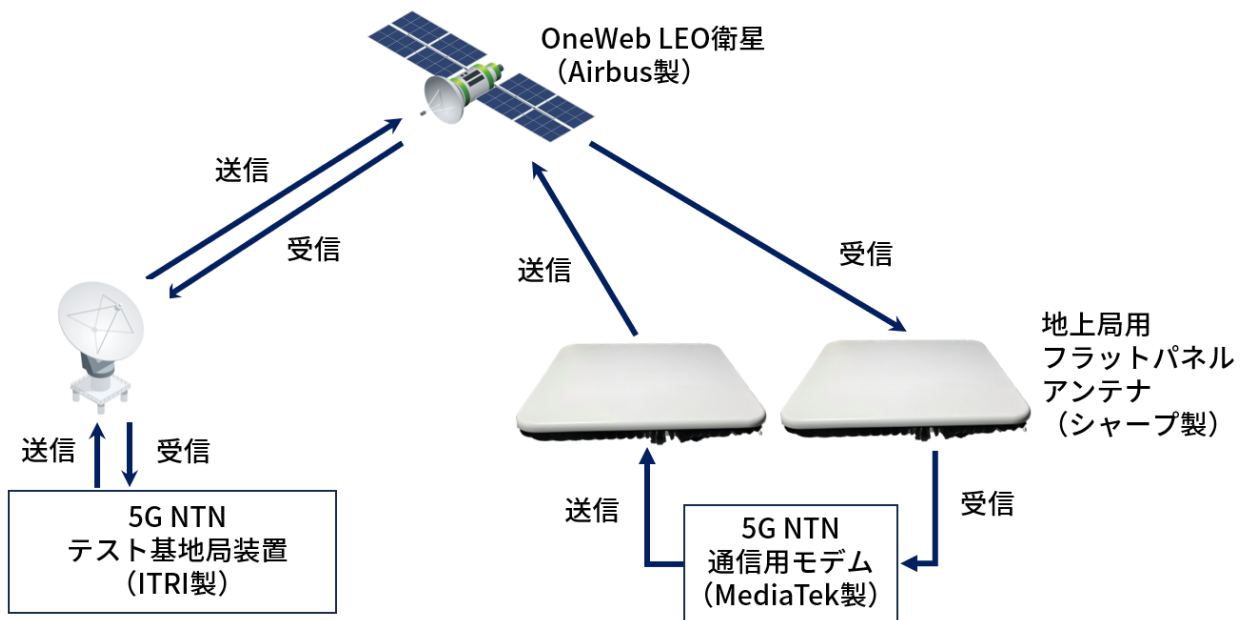 OneWeb LEO衛星
（Airbus製）
送信
受信
送信
受信
地上局用
フラットパネル
アンテナ
（シャープ製）
送信
受信
5G NTN
テスト基地局装置
（ITRI製）
送信
受信
5G NTN
通信用モデム
（MediaTek製）